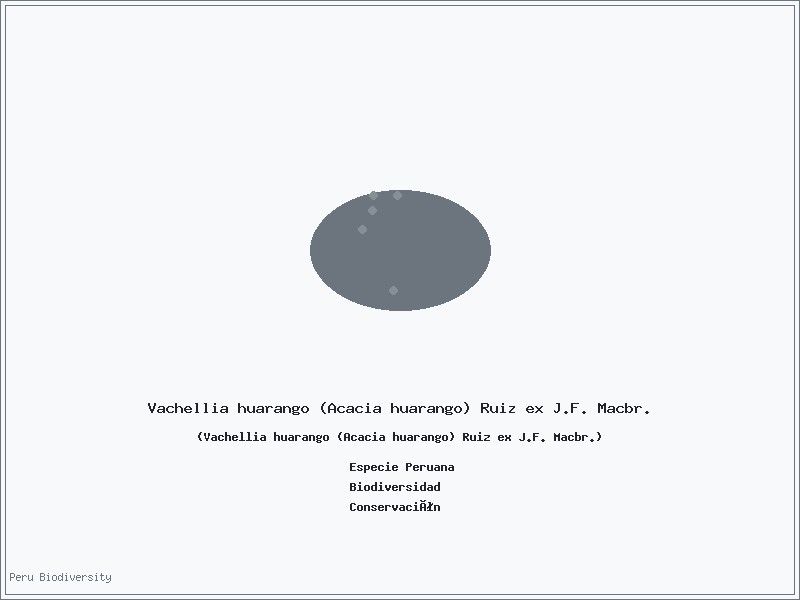 Vachellia huarango (Acacia huarango) Ruiz ex J.F. Macbr.
(Vachellia huarango (Acacia huarango) Ruiz ex J.F. Macbr.)
Especie Peruana
Biodiversidad
ConservaciÃłn
Peru Biodiversity